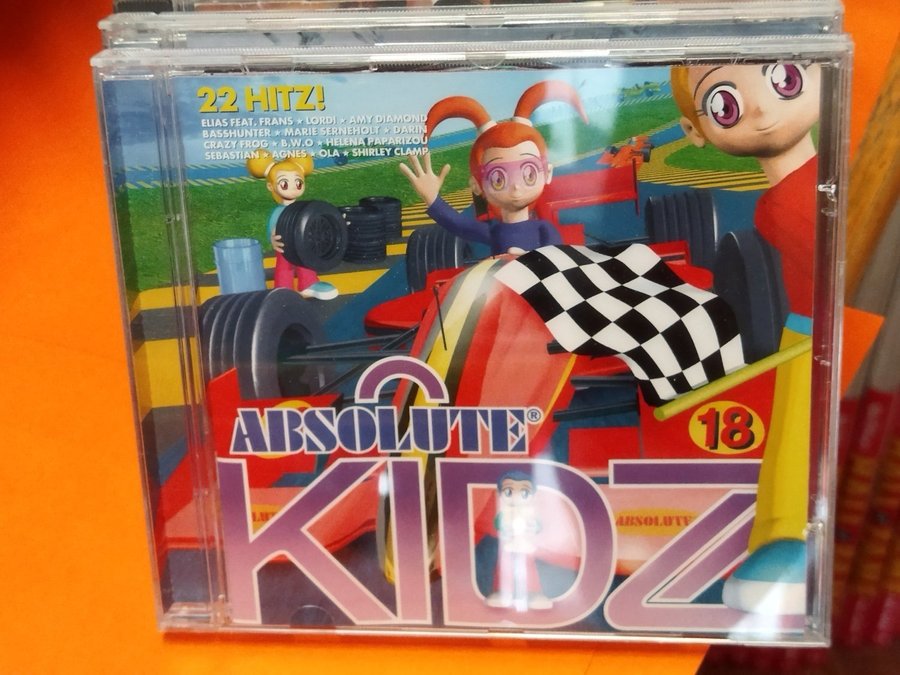 22 HITZ!
ELIAS FEAT. FRANS ★ LORDI ★ AMY DIAMOND
BASSHUNTER ★ MARIE SERNEHOLT ★ DARIN
CRAZY FROG ★ B.W.O ★ HELENA PAPARIZOU
SEBASTIAN ★ AGNES ★ OLA ★ SHIRLEY CLAMP
ABSOLUTE®
18
KIDZ
ABSOLUTE